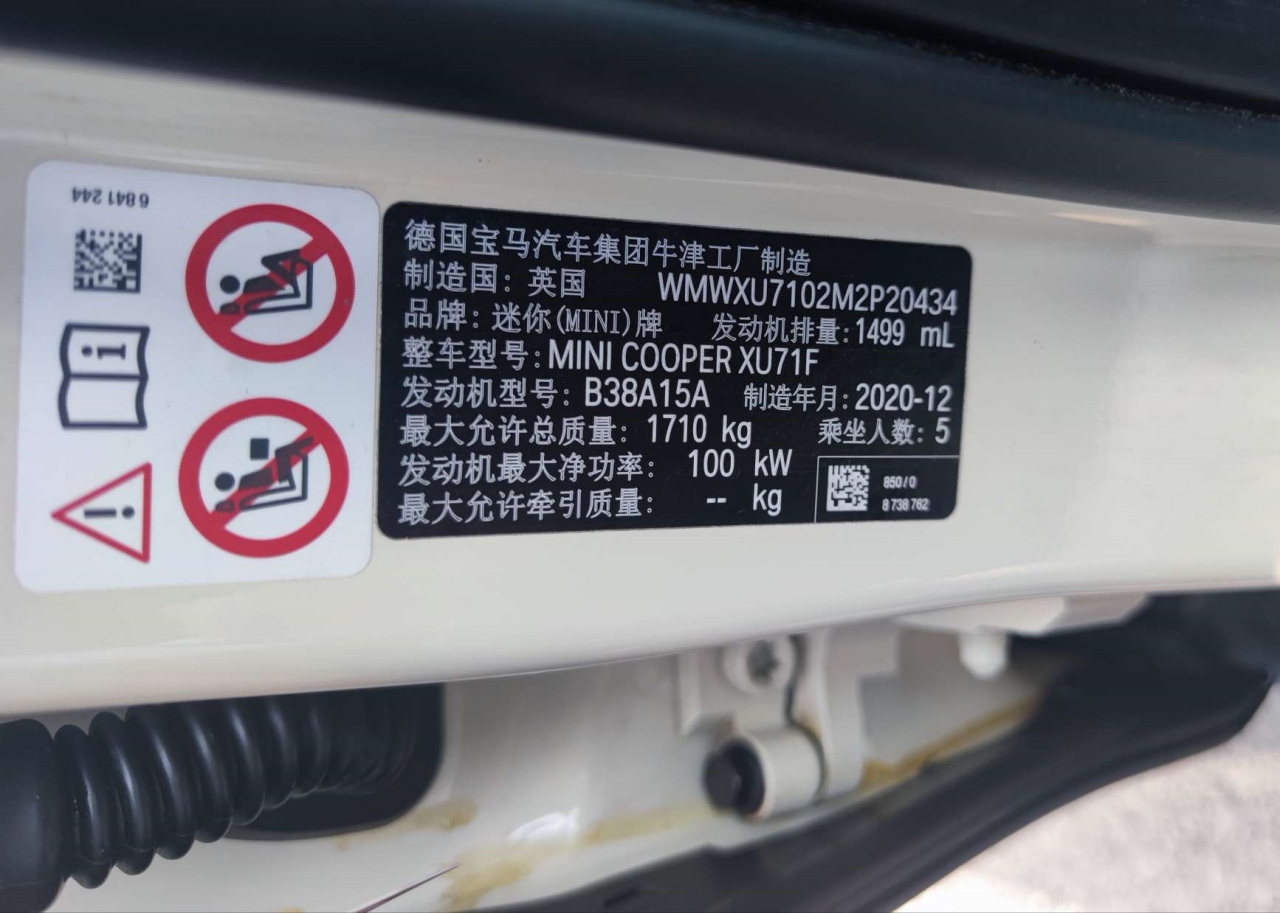 6 841 244
德国宝马汽车集团牛津工厂制造
制造国：英国 WMWXU7102M2P20434
品牌：迷你(MINI)牌 发动机排量：1499 mL
整车型号：MINI COOPER XU71F
发动机型号：B38A15A 制造年月：2020-12
最大允许总质量：1710 kg 乘坐人数：5
发动机最大净功率：100 kW
最大允许牵引质量：-- kg
850/0
8 738 762